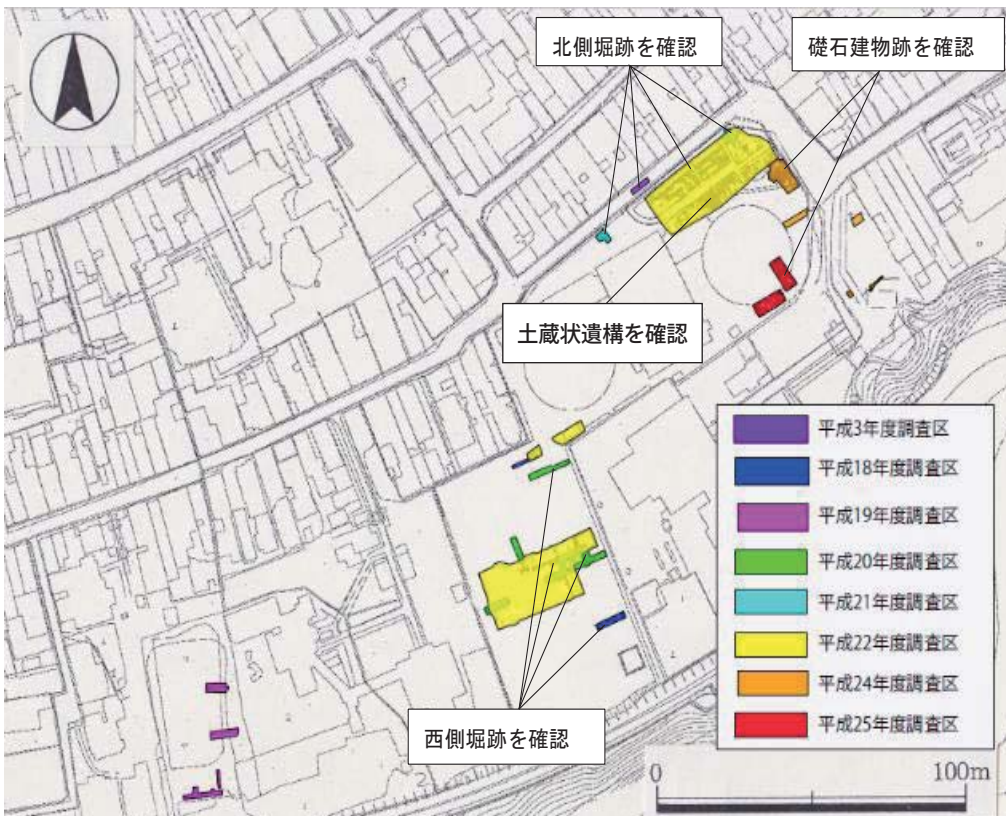 北側堀跡を確認
礎石建物跡を確認
土蔵状遺構を確認
西側堀跡を確認
平成3年度調査区
平成18年度調査区
平成19年度調査区
平成20年度調査区
平成21年度調査区
平成22年度調査区
平成24年度調査区
平成25年度調査区
0
100m